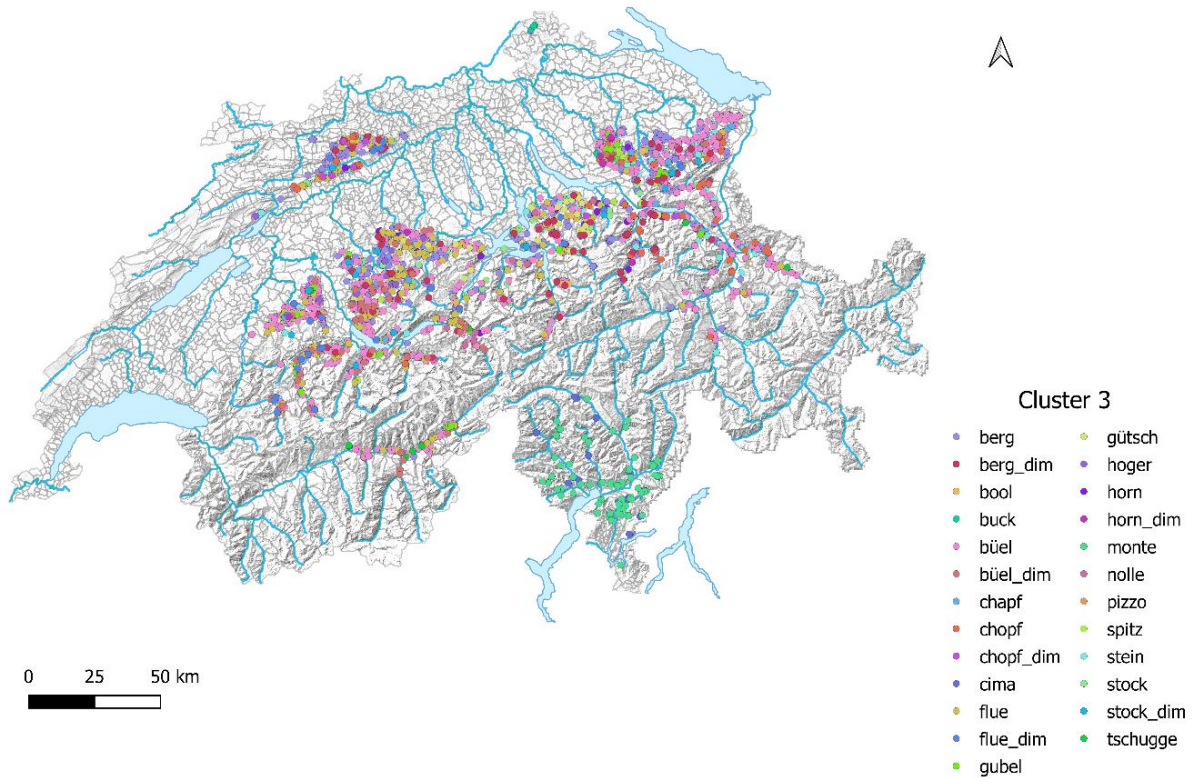 Cluster 3
berg
berg_dim
bool
buck
büel
büel_dim
chapf
chopf
chopf_dim
cima
flue
flue_dim
gubel
gütsch
hoger
horn
horn_dim
monte
nolle
pizzo
spitz
stein
stock
stock_dim
tschugge
0 25 50 km